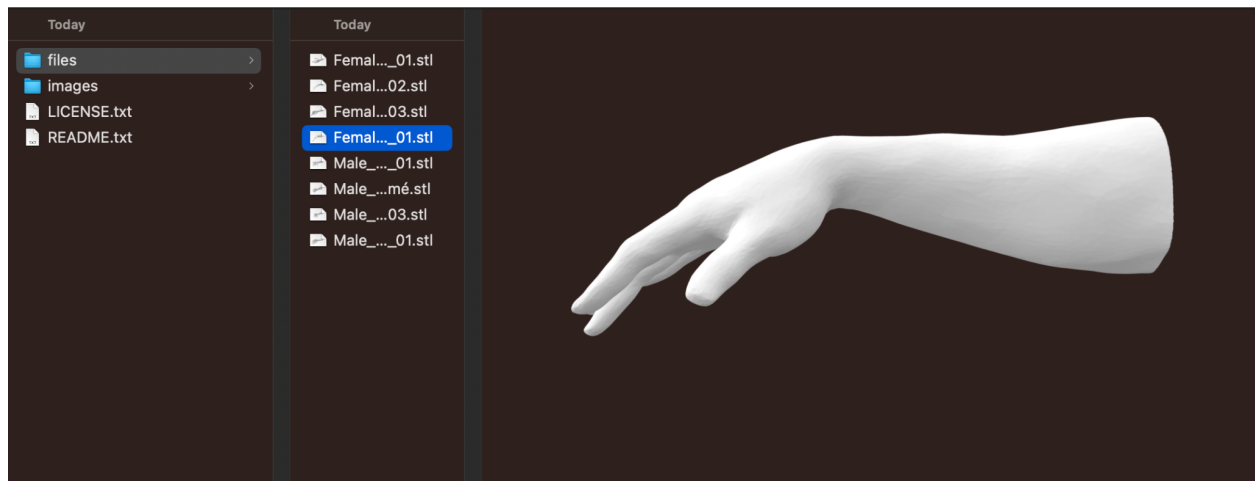 Today
files
images
LICENSE.txt
README.txt
Today
Femal..._01.stl
Femal...02.stl
Femal...03.stl
Femal..._01.stl
Male_..._01.stl
Male_...mé.stl
Male_...03.stl
Male_..._01.stl